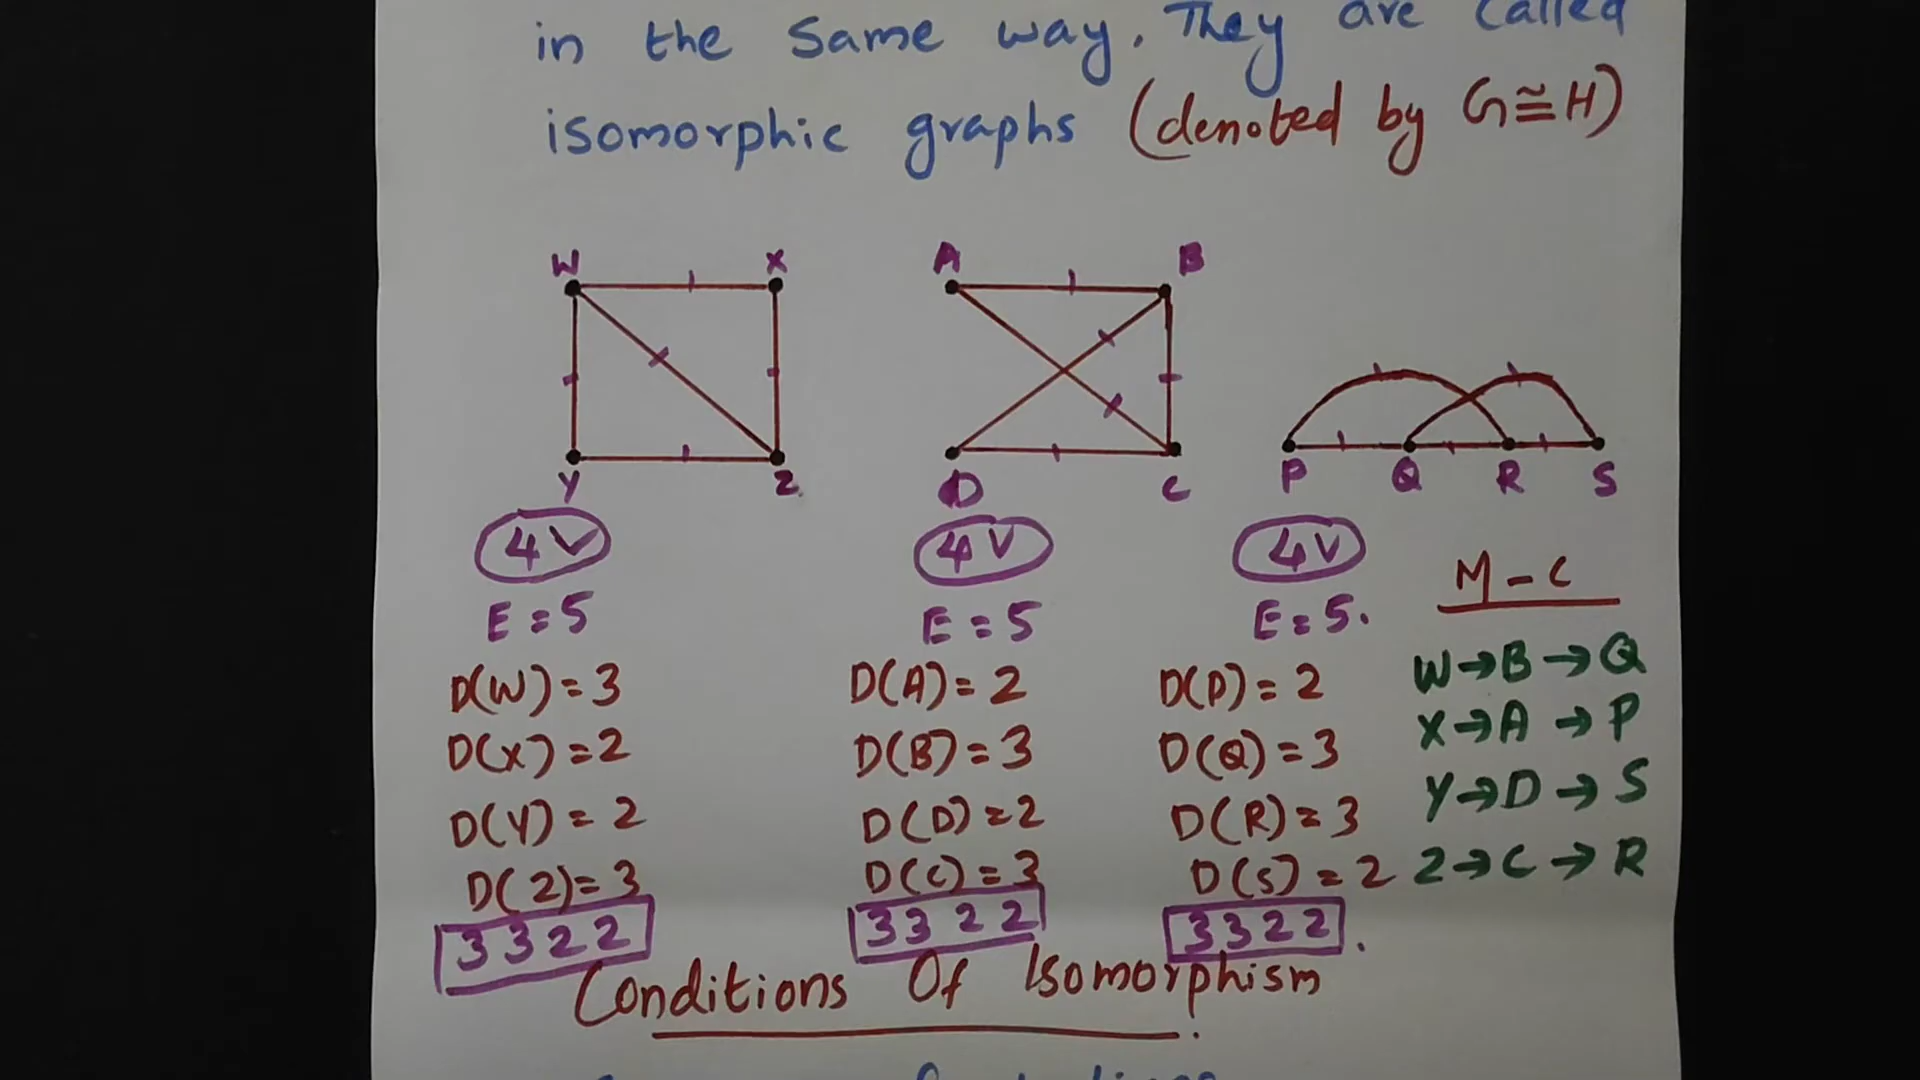 in the same way. They are called
isomorphic graphs (denoted by G≅H)
W X
Y Z
A B
D C
P Q R S
4V 4V 4V
E=5 E=5 E=5.
M-C
D(W)=3 D(A)=2 D(P)=2 W→B→Q
D(X)=2 D(B)=3 D(Q)=3 X→A→P
D(Y)=2 D(D)=2 D(R)=3 Y→D→S
D(Z)=3 D(C)=3 D(S)=2 Z→C→R
3322 3322 3322.
Conditions Of Isomorphism